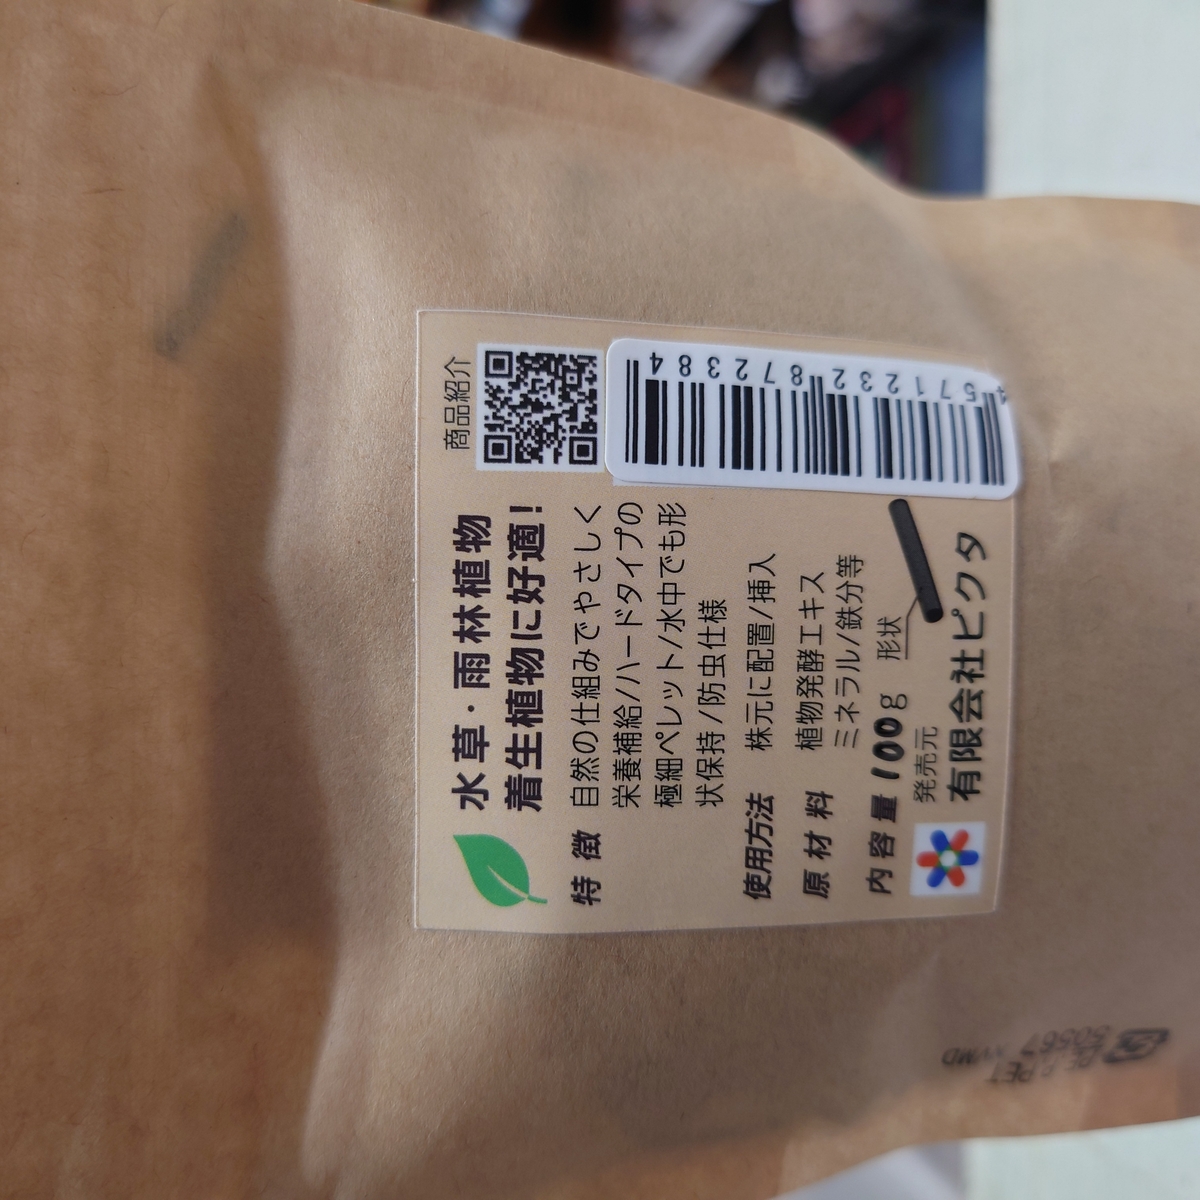 水草・雨林植物
着生植物に好適!
商品紹介
特徴 自然の仕組みでやさしく
栄養補給/ハードタイプの
極細ペレット/水中でも形
状保持/防虫仕様
使用方法 株元に配置/挿入
原材料 植物発酵エキス
ミネラル/鉄分等
内容量 100g 形状
発売元
有限会社ピクタ
4571232872384